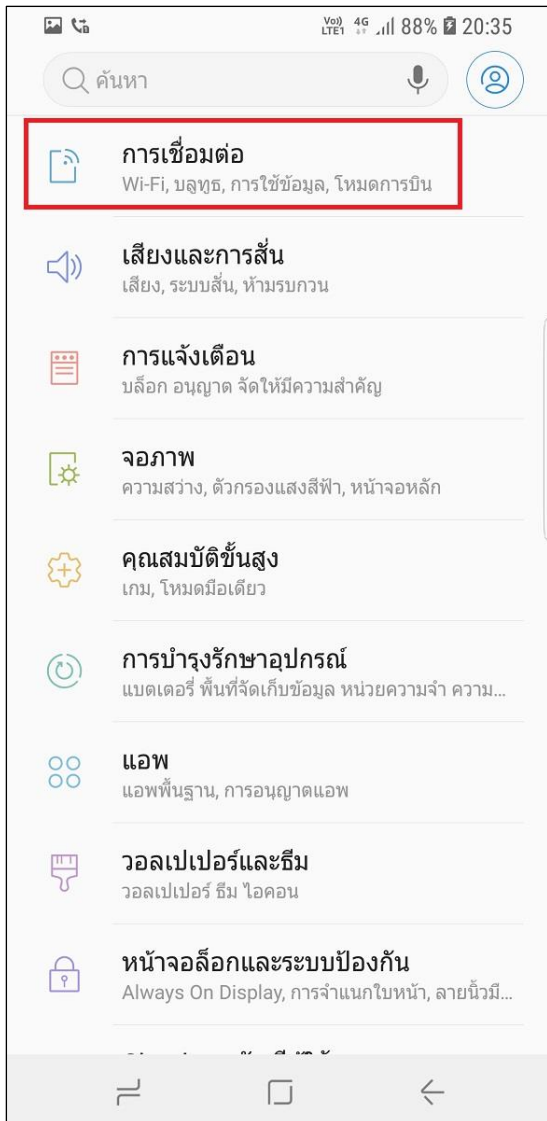 Vo)) LTE1 4G 88% 20:35
ค้นหา
การเชื่อมต่อ
Wi-Fi, บลูทูธ, การใช้ข้อมูล, โหมดการบิน
เสียงและการสั่น
เสียง, ระบบสั่น, ห้ามรบกวน
การแจ้งเตือน
บล็อก อนุญาต จัดให้มีความสำคัญ
จอภาพ
ความสว่าง, ตัวกรองแสงสีฟ้า, หน้าจอหลัก
คุณสมบัติขั้นสูง
เกม, โหมดมือเดียว
การบำรุงรักษาอุปกรณ์
แบตเตอรี่ พื้นที่จัดเก็บข้อมูล หน่วยความจำ ความ...
แอพ
แอพพื้นฐาน, การอนุญาตแอพ
วอลเปเปอร์และธีม
วอลเปเปอร์ ธีม ไอคอน
หน้าจอล็อกและระบบป้องกัน
Always On Display, การจำแนกใบหน้า, ลายนิ้วมื...